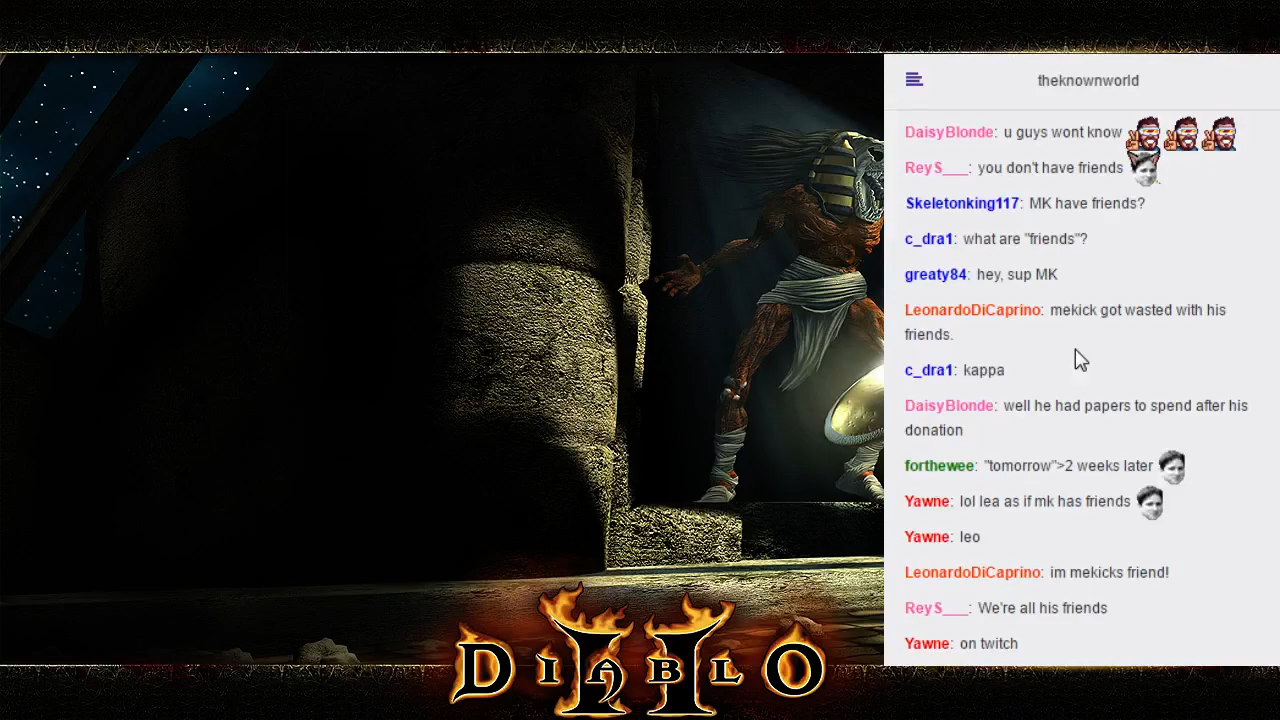 theknownworld
DaisyBlonde: u guys wont know
Rey S___: you don't have friends
Skeletonking117: MK have friends?
c_dra1: what are "friends"?
greaty84: hey, sup MK
LeonardoDiCaprino: mekick got wasted with his
friends.
c_dra1: kappa
DaisyBlonde: well he had papers to spend after his
donation
forthewee: "tomorrow">2 weeks later
Yawne: lol lea as if mk has friends
Yawne: leo
LeonardoDiCaprino: im mekicks friend!
Rey S___: We're all his friends
Yawne: on twitch
DIABLO
II